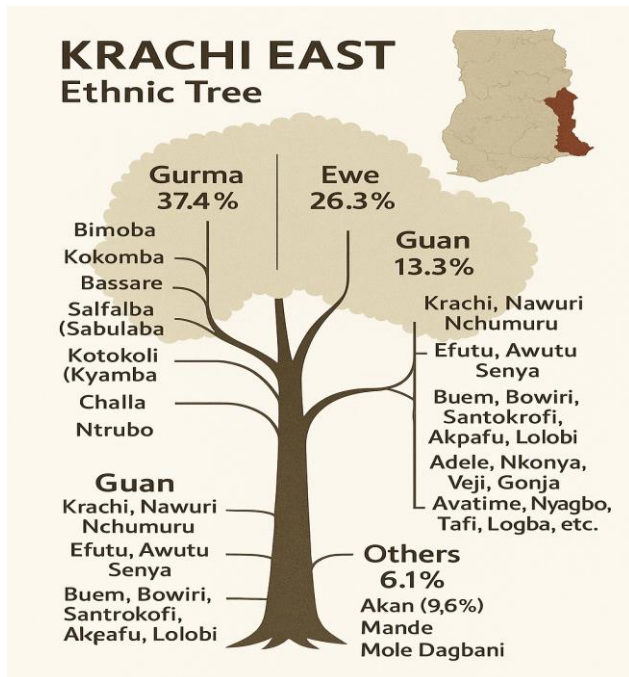 KRACHI EAST
Ethnic Tree
Gurma
37.4%
Ewe
26.3%
Guan
13.3%
Bimoba
Kokomba
Bassare
Salfalba
(Sabulaba
Kotokoli
(Kyamba
Challa
Ntrubo
Krachi, Nawuri
Nchumuru
Efutu, Awutu
Senya
Buem, Bowiri,
Santokrofi,
Akpafu, Lolobi
Adele, Nkonya,
Veji, Gonja
Avatime, Nyagbo,
Tafi, Logba, etc.
Guan
Krachi, Nawuri
Nchumuru
Efutu, Awutu
Senya
Buem, Bowiri,
Santrokofi,
Akpafu, Lolobi
Others
6.1%
Akan (9,6%)
Mande
Mole Dagbani